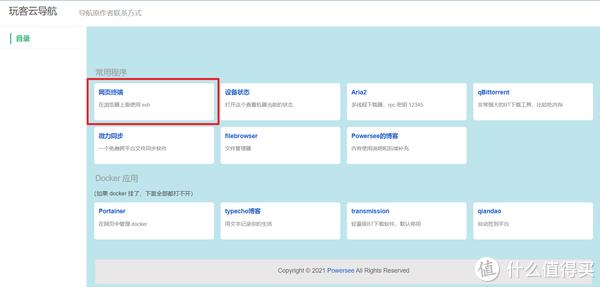 玩客云导航
导航原作者联系方式
目录
常用程序
网页终端
在浏览器上面使用 ssh
设备状态
打开这个查看机器当前的状态
Aria2
多线程下载器，rpc 密钥 12345
qBittorrent
非常强大的BT下载工具，比较吃内存
微力同步
一个免费跨平台文件同步软件
filebrowser
文件管理器
Powersee的博客
内有使用说明和后续补充
Docker 应用
(如果 docker 挂了，下面全部都打不开)
Portainer
在网页中管理 docker
typecho博客
用文字记录你的生活
transmission
轻量级BT下载软件，默认停用
qiandao
自动签到平台
Copyright © 2021 Powersee All Rights Reserved
值 什么值得买